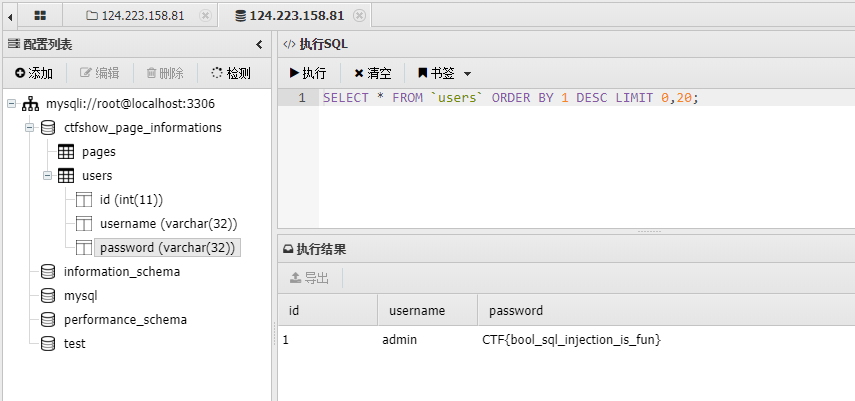 124.223.158.81
124.223.158.81
配置列表
添加
编辑
删除
检测
mysqli://root@localhost:3306
ctfshow_page_informations
pages
users
id (int(11))
username (varchar(32))
password (varchar(32))
information_schema
mysql
performance_schema
test
执行SQL
执行
清空
书签
1 SELECT * FROM `users` ORDER BY 1 DESC LIMIT 0,20;
执行结果
导出
id username password
1 admin CTF{bool_sql_injection_is_fun}